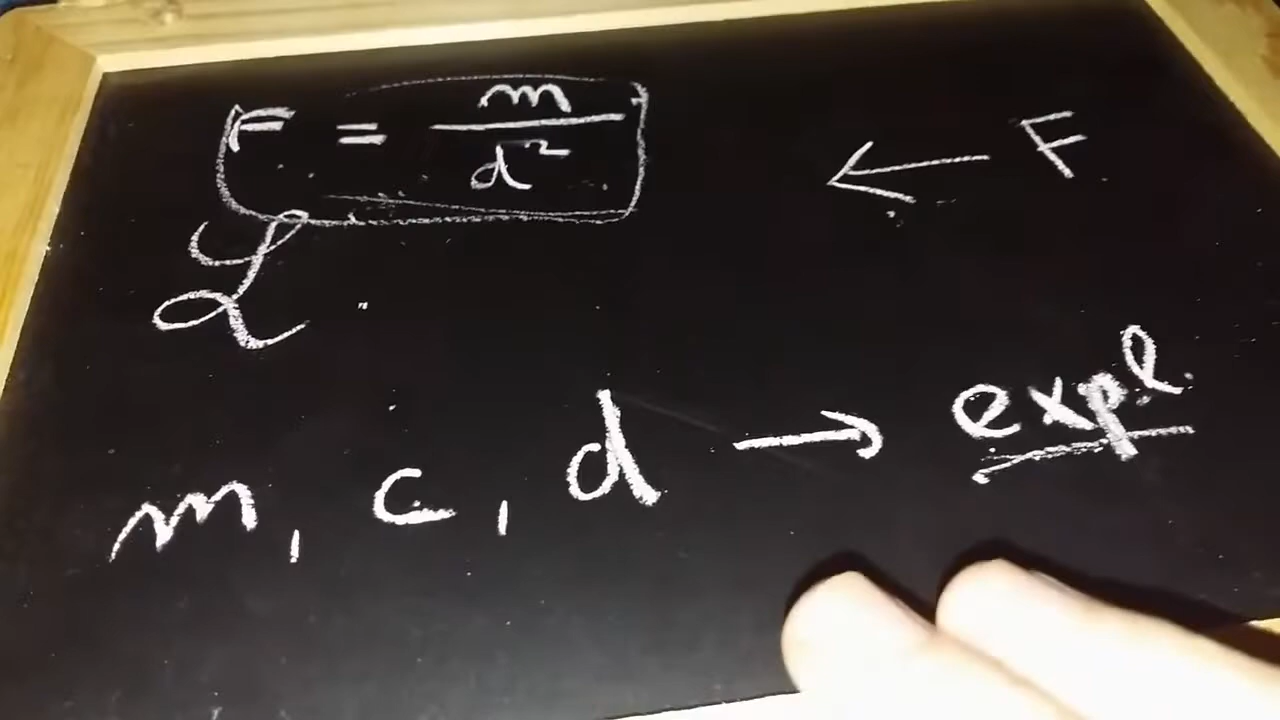 F = m/d²
← F
m, c, d → expl.